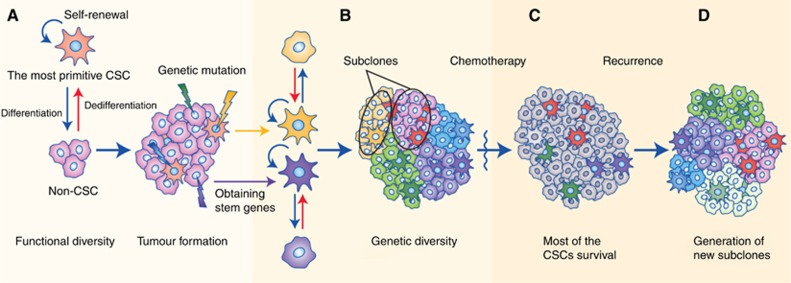 A
B
C
D
Self-renewal
The most primitive CSC
Differentiation
Dedifferentiation
Non-CSC
Functional diversity
Genetic mutation
Tumour formation
Obtaining
stem genes
Subclones
Genetic diversity
Chemotherapy
Most of the
CSCs survival
Recurrence
Generation of
new subclones